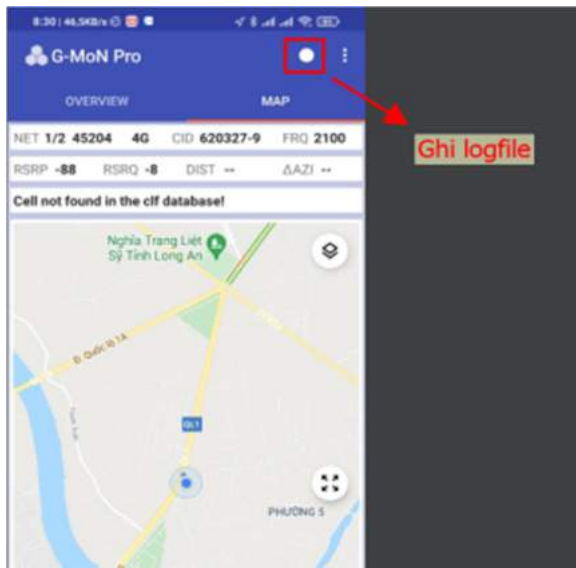 8:30 | 46,5KB/s
G-MoN Pro
OVERVIEW
MAP
NET 1/2 45204 4G CID 620327-9 FRQ 2100
RSRP -88 RSRQ -8 DIST -- ΔAZI --
Cell not found in the clf database!
Nghĩa Trang Liệt
Sỹ Tỉnh Long An
Đ. Quốc lộ 1A
QL1
PHƯỜNG 5
Ghi logfile